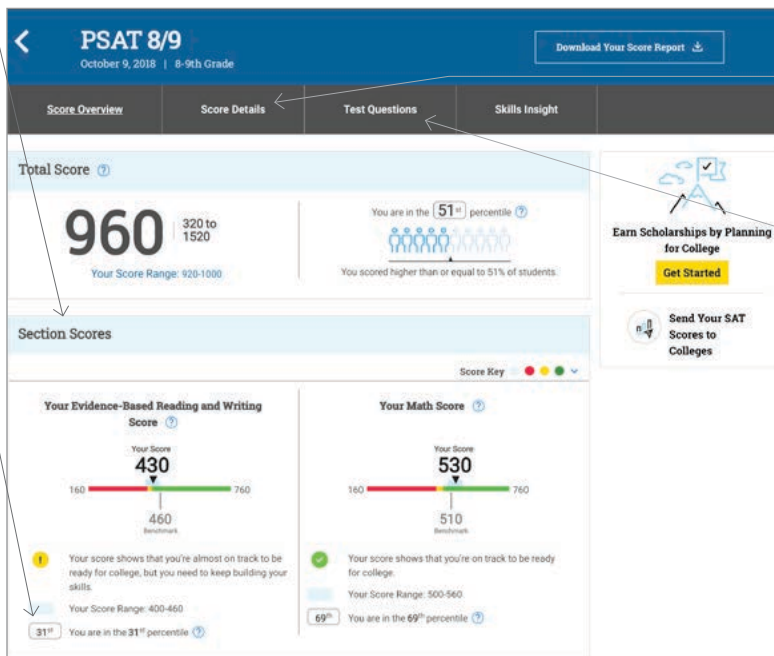 PSAT 8/9
October 9, 2018 | 8-9th Grade
Download Your Score Report
Score Overview
Score Details
Test Questions
Skills Insight
Total Score ?
960
320 to
1520
Your Score Range: 920-1000
You are in the 51st percentile ?
You scored higher than or equal to 51% of students.
Earn Scholarships by Planning
for College
Get Started
Send Your SAT
Scores to
Colleges
Section Scores
Score Key
Your Evidence-Based Reading and Writing
Score ?
Your Score
430
160
760
460
Benchmark
! Your score shows that you're almost on track to be
ready for college, but you need to keep building your
skills.
Your Score Range: 400-460
31st You are in the 31st percentile ?
Your Math Score ?
Your Score
530
160
760
510
Benchmark
Your score shows that you're on track to be ready
for college.
Your Score Range: 500-560
69th You are in the 69th percentile ?